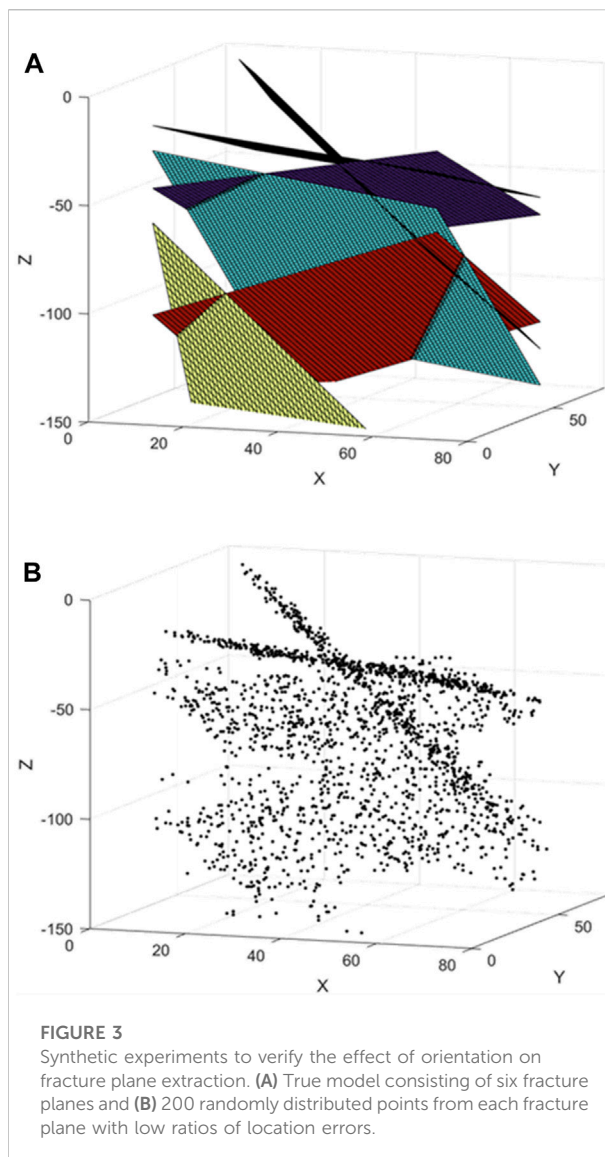 A
0
-50
Z
-100
-150
0
20
40
60
80
X
0
50
Y
B
0
-50
Z
-100
-150
0
20
40
60
80
X
0
50
Y
FIGURE 3
Synthetic experiments to verify the effect of orientation on
fracture plane extraction. (A) True model consisting of six fracture
planes and (B) 200 randomly distributed points from each fracture
plane with low ratios of location errors.